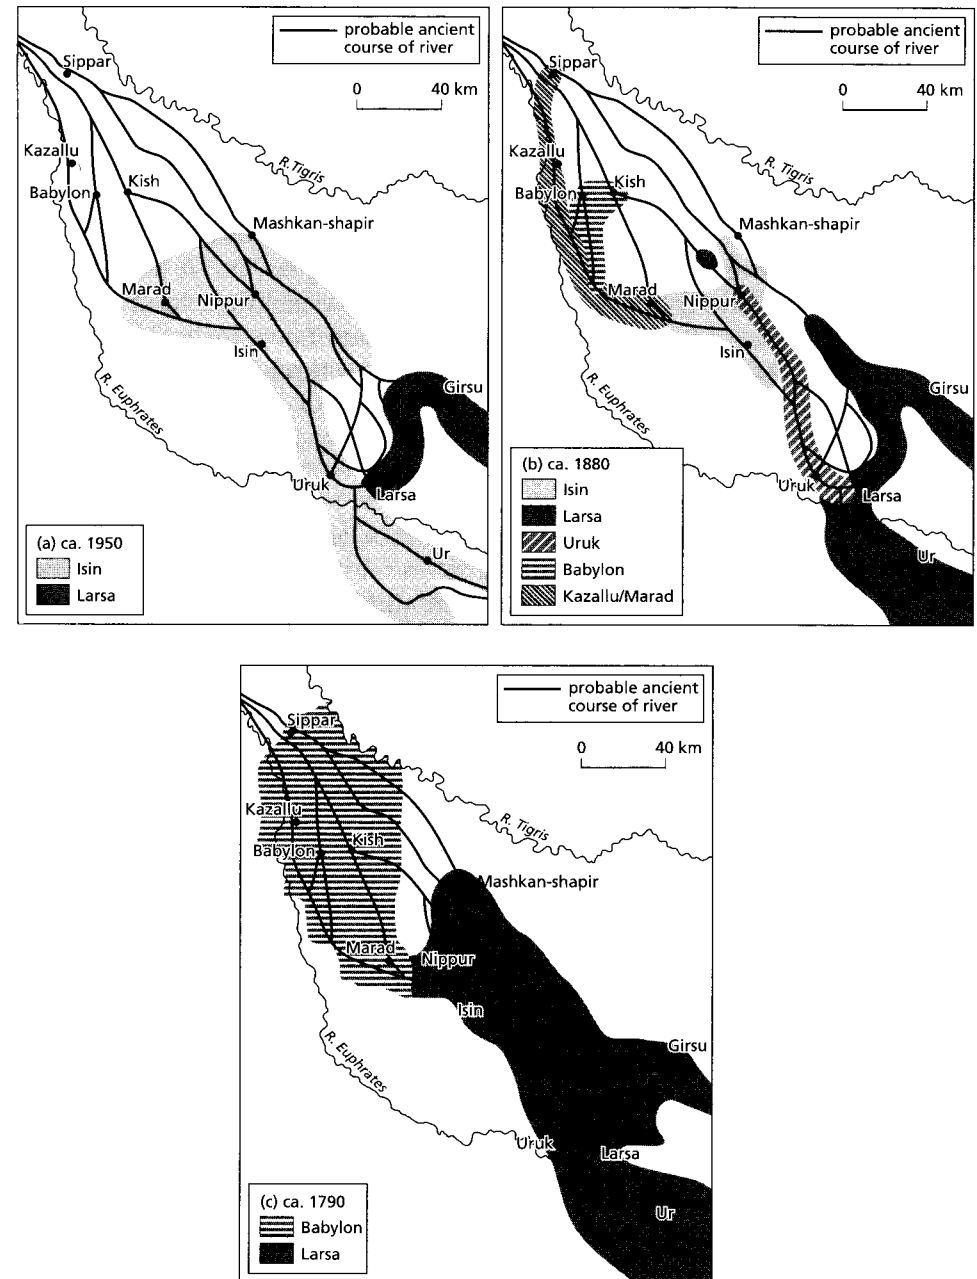 probable ancient
course of river
0 40 km
Sippar
Kazallu
R. Tigris
Babylon
Kish
Mashkan-shapir
Marad
Nippur
Isin
R. Euphrates
Girsu
Uruk
Larsa
Ur
(a) ca. 1950
Isin
Larsa
probable ancient
course of river
0 40 km
Sippar
Kazallu
R. Tigris
Babylon
Kish
Mashkan-shapir
Marad
Nippur
Isin
R. Euphrates
Girsu
Uruk
Larsa
Ur
(b) ca. 1880
Isin
Larsa
Uruk
Babylon
Kazallu/Marad
probable ancient
course of river
0 40 km
Sippar
Kazallu
R. Tigris
Babylon
Kish
Mashkan-shapir
Marad
Nippur
Isin
R. Euphrates
Girsu
Uruk
Larsa
Ur
(c) ca. 1790
Babylon
Larsa